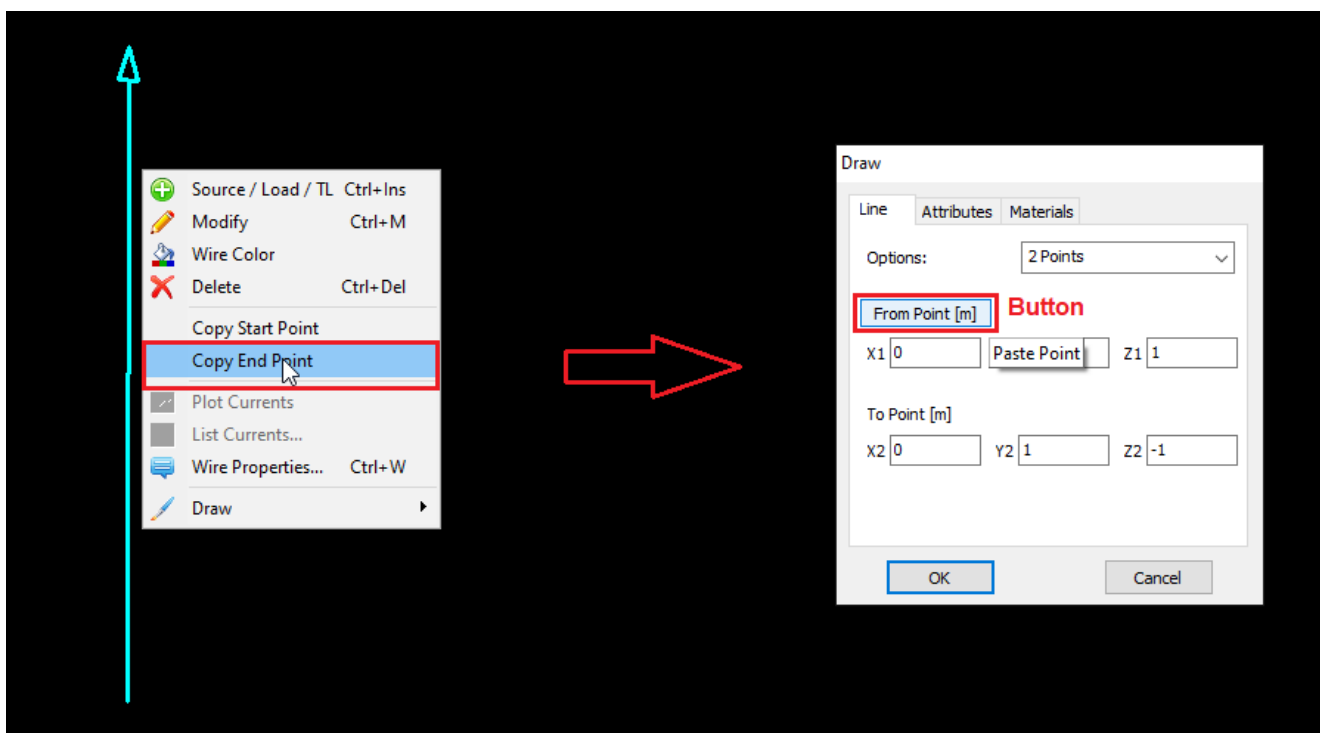 Source / Load / TL Ctrl+Ins
Modify Ctrl+M
Wire Color
Delete Ctrl+Del
Copy Start Point
Copy End Point
Plot Currents
List Currents...
Wire Properties... Ctrl+W
Draw
Draw
Line Attributes Materials
Options: 2 Points
From Point [m] Button
X1 0 Paste Point Z1 1
To Point [m]
X2 0 Y2 1 Z2 -1
OK Cancel